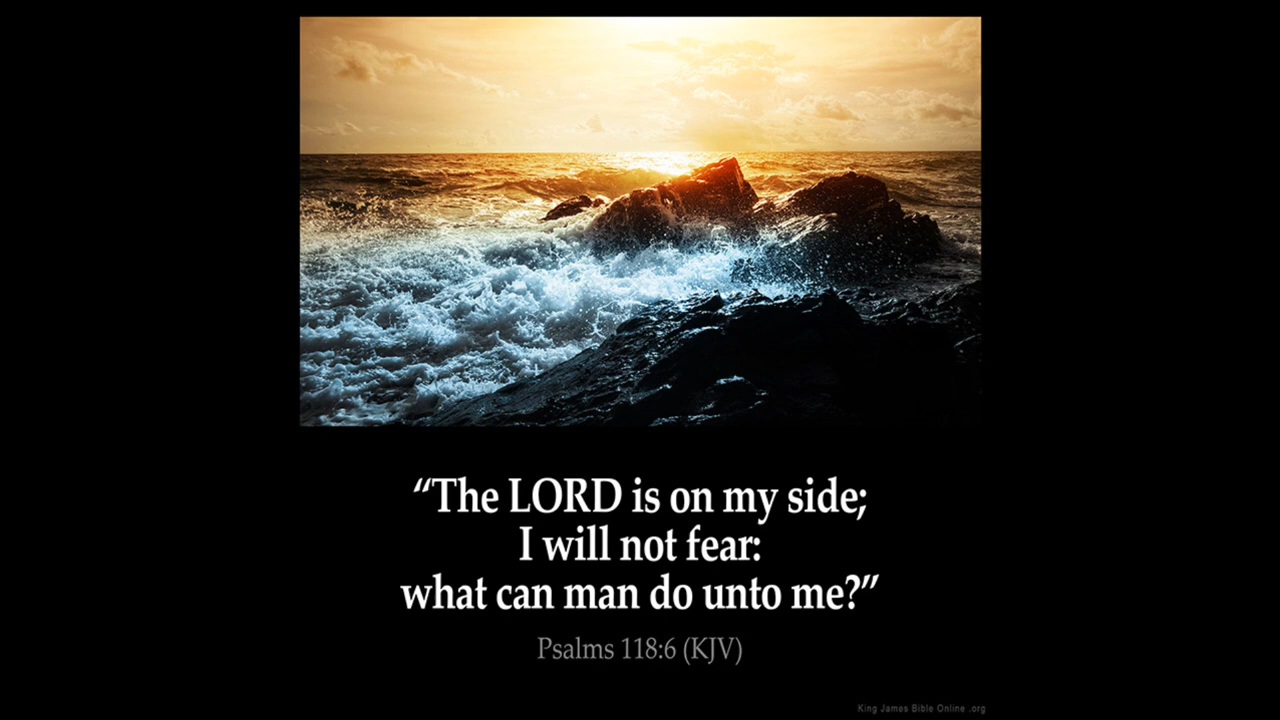 “The LORD is on my side;
I will not fear:
what can man do unto me?”
Psalms 118:6 (KJV)
King James Bible Online .org